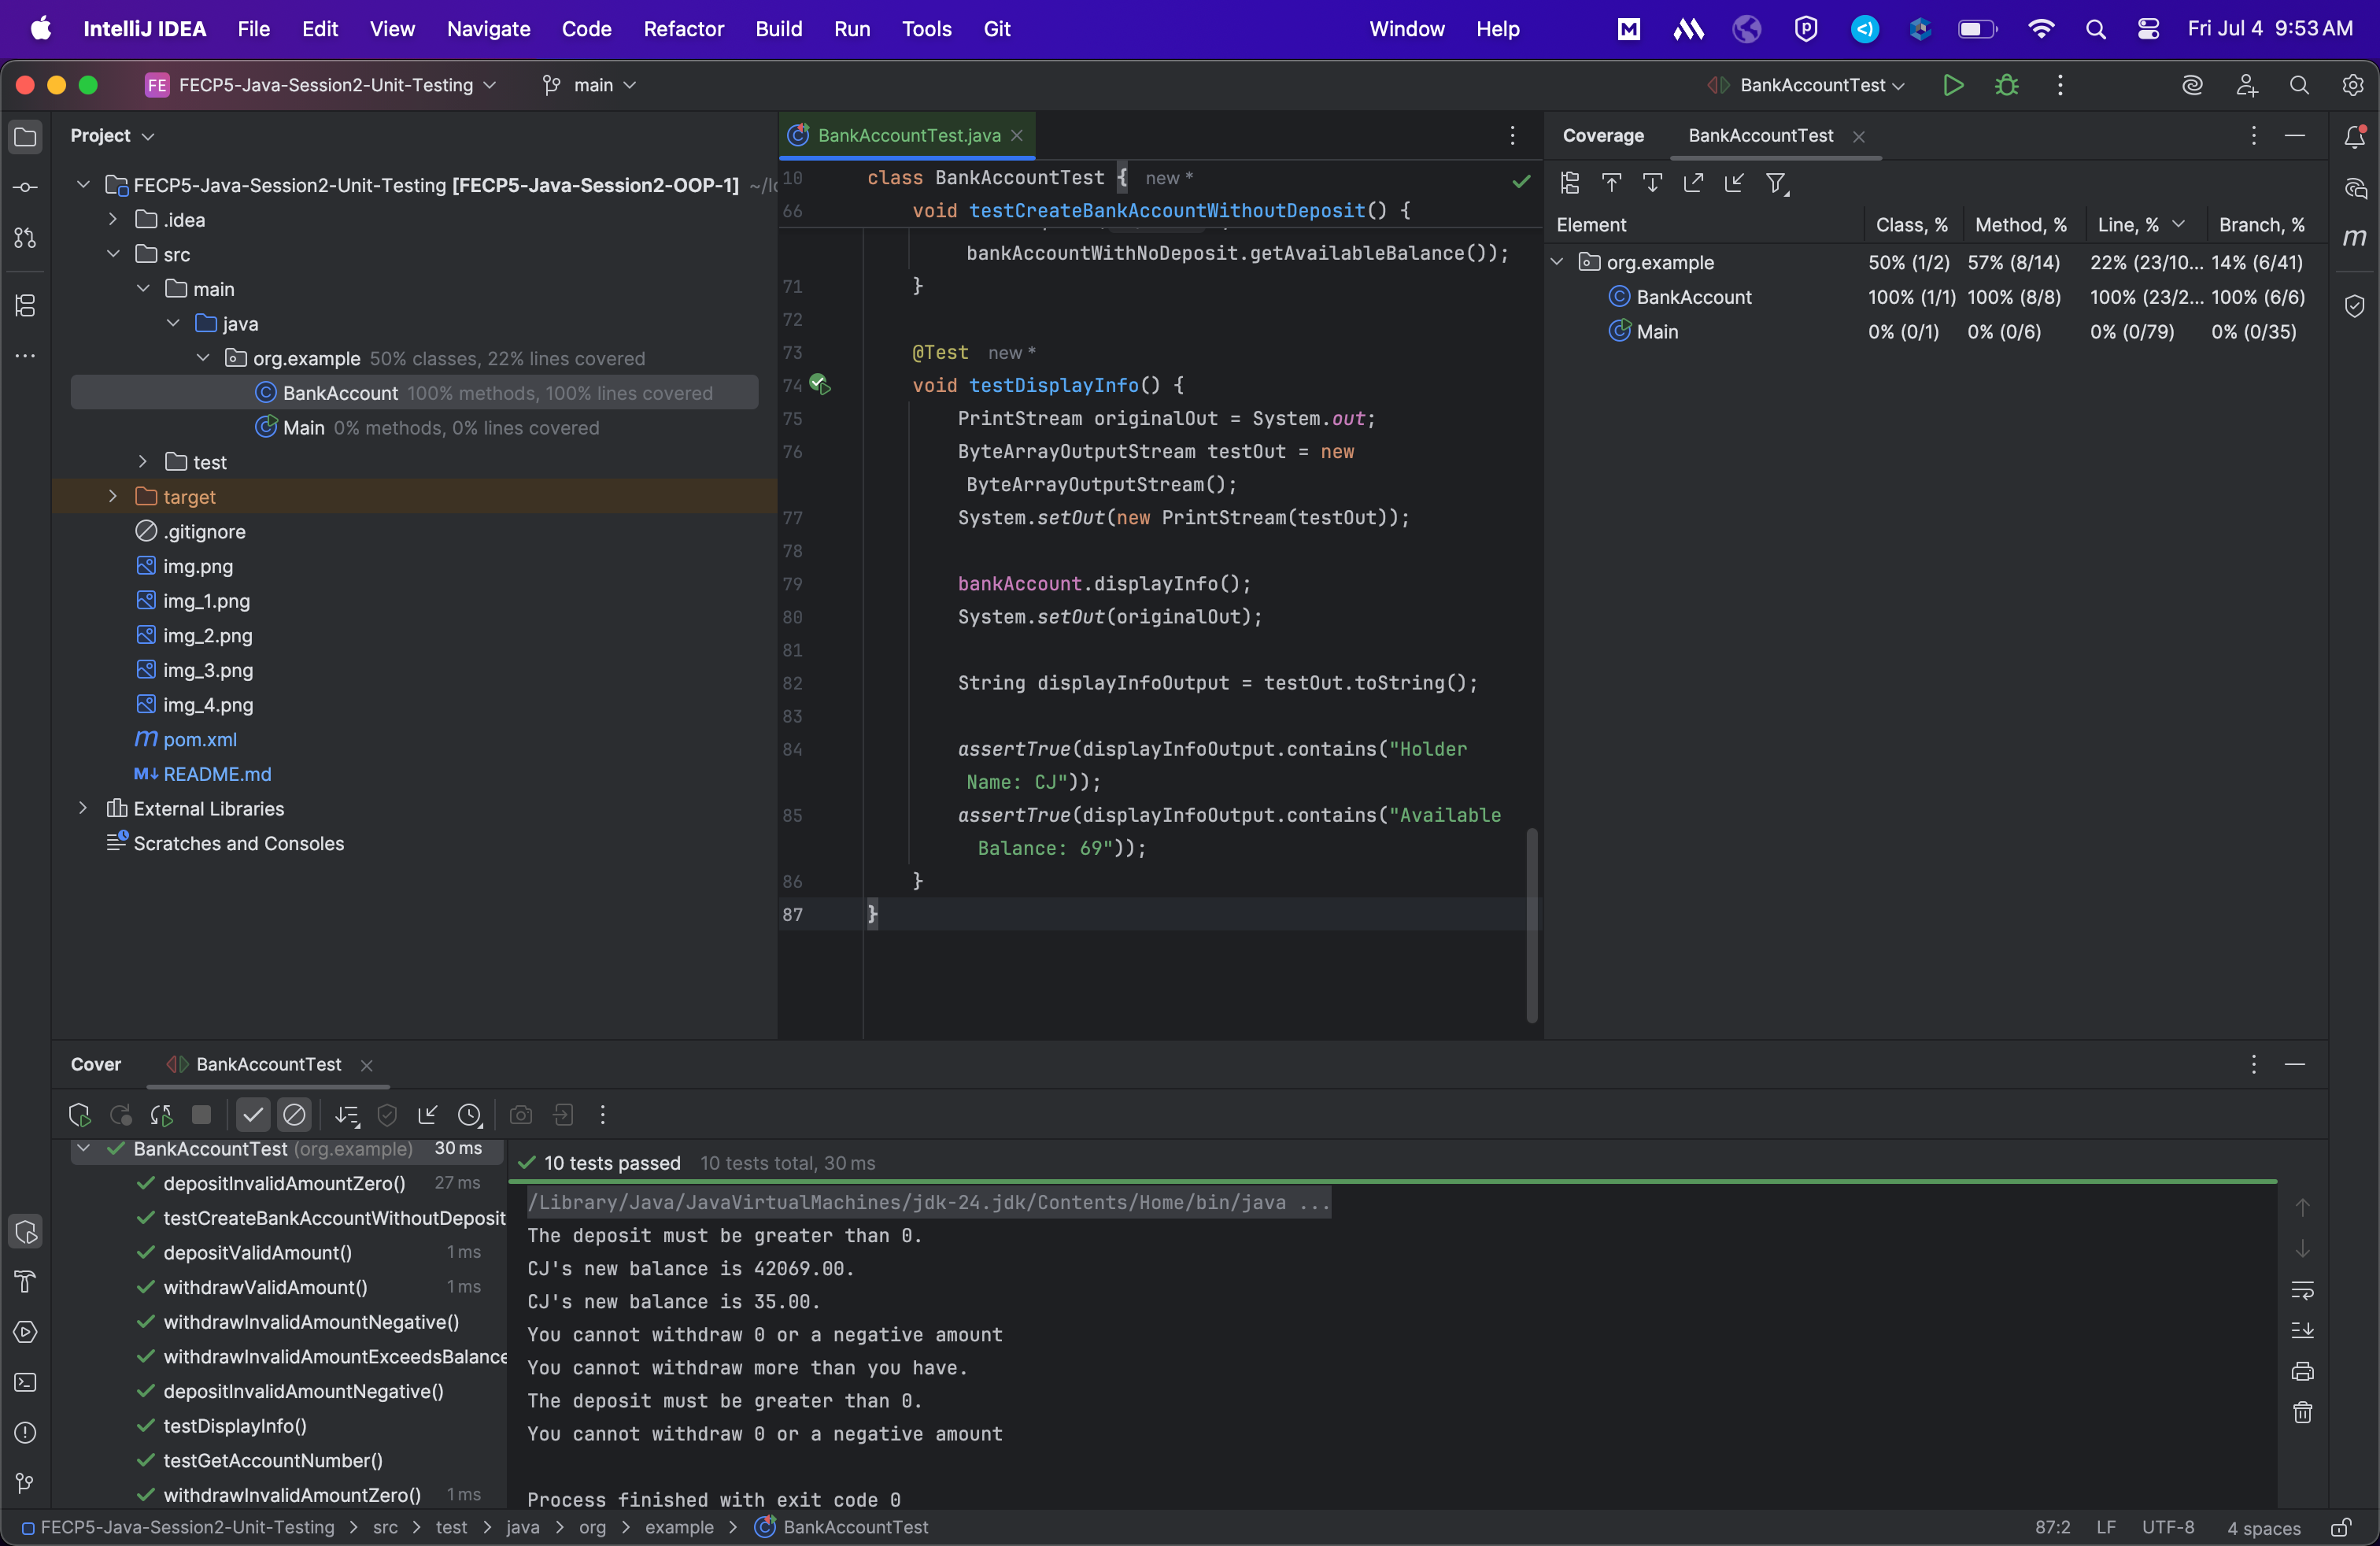 IntelliJ IDEA File Edit View Navigate Code Refactor Build Run Tools Git Window Help Fri Jul 4 9:53 AM
FE FECP5-Java-Session2-Unit-Testing main BankAccountTest
Project
FECP5-Java-Session2-Unit-Testing [FECP5-Java-Session2-OOP-1]
.idea
src
main
java
org.example 50% classes, 22% lines covered
BankAccount 100% methods, 100% lines covered
Main 0% methods, 0% lines covered
test
target
.gitignore
img.png
img_1.png
img_2.png
img_3.png
img_4.png
pom.xml
README.md
External Libraries
Scratches and Consoles
BankAccountTest.java
10 class BankAccountTest { new *
66 void testCreateBankAccountWithoutDeposit() {
bankAccountWithNoDeposit.getAvailableBalance());
71 }
72
73 @Test new *
74 void testDisplayInfo() {
75 PrintStream originalOut = System.out;
76 ByteArrayOutputStream testOut = new
ByteArrayOutputStream();
77 System.setOut(new PrintStream(testOut));
78
79 bankAccount.displayInfo();
80 System.setOut(originalOut);
81
82 String displayInfoOutput = testOut.toString();
83
84 assertTrue(displayInfoOutput.contains("Holder
Name: CJ"));
85 assertTrue(displayInfoOutput.contains("Available
Balance: 69"));
86 }
87 }
Coverage BankAccountTest
Element Class, % Method, % Line, % Branch, %
org.example 50% (1/2) 57% (8/14) 22% (23/10... 14% (6/41)
BankAccount 100% (1/1) 100% (8/8) 100% (23/2... 100% (6/6)
Main 0% (0/1) 0% (0/6) 0% (0/79) 0% (0/35)
Cover BankAccountTest
BankAccountTest (org.example) 30 ms
depositInvalidAmountZero() 27 ms
testCreateBankAccountWithoutDeposit
depositValidAmount() 1 ms
withdrawValidAmount() 1 ms
withdrawInvalidAmountNegative()
withdrawInvalidAmountExceedsBalance
depositInvalidAmountNegative()
testDisplayInfo()
testGetAccountNumber()
withdrawInvalidAmountZero() 1 ms
10 tests passed 10 tests total, 30 ms
/Library/Java/JavaVirtualMachines/jdk-24.jdk/Contents/Home/bin/java ...
The deposit must be greater than 0.
CJ's new balance is 42069.00.
CJ's new balance is 35.00.
You cannot withdraw 0 or a negative amount
You cannot withdraw more than you have.
The deposit must be greater than 0.
You cannot withdraw 0 or a negative amount
Process finished with exit code 0
FECP5-Java-Session2-Unit-Testing > src > test > java > org > example > BankAccountTest 87:2 LF UTF-8 4 spaces